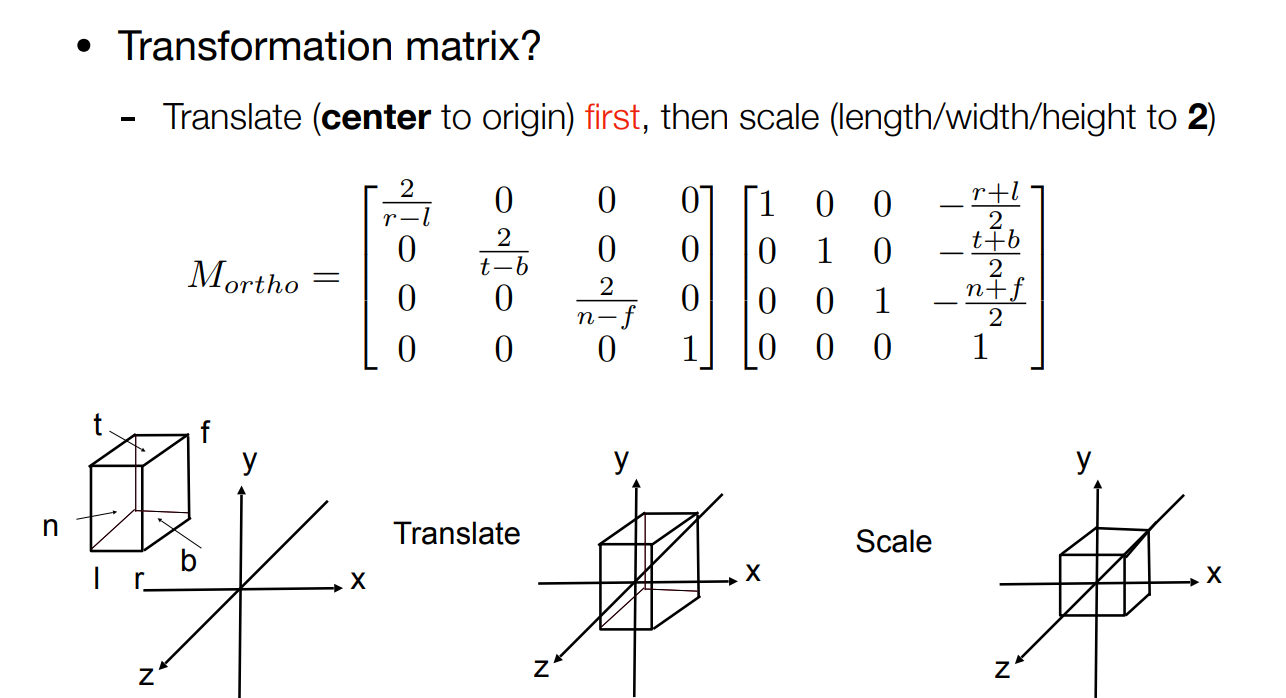 • Transformation matrix?
- Translate (center to origin) first, then scale (length/width/height to 2)
M_{ortho} = \begin{bmatrix} \frac{2}{r-l} & 0 & 0 & 0 \\ 0 & \frac{2}{t-b} & 0 & 0 \\ 0 & 0 & \frac{2}{n-f} & 0 \\ 0 & 0 & 0 & 1 \end{bmatrix} \begin{bmatrix} 1 & 0 & 0 & -\frac{r+l}{2} \\ 0 & 1 & 0 & -\frac{t+b}{2} \\ 0 & 0 & 1 & -\frac{n+f}{2} \\ 0 & 0 & 0 & 1 \end{bmatrix}
t
f
y
n
b
l
r
x
z
Translate
y
x
z
Scale
y
x
z